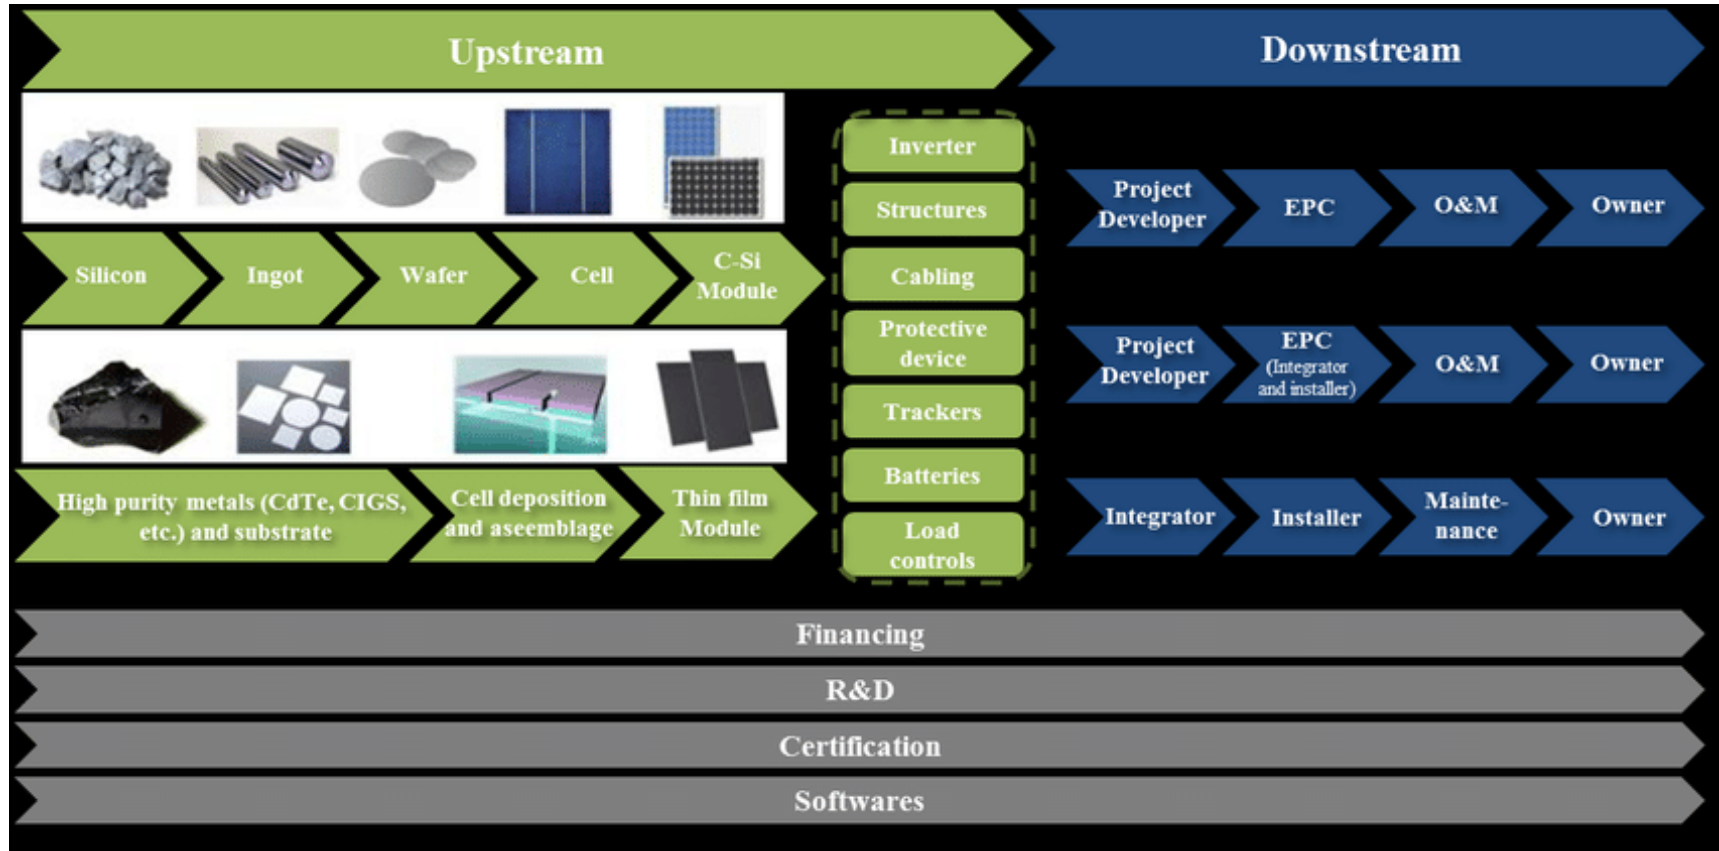 Upstream
Downstream
Silicon
Ingot
Wafer
Cell
C-Si
Module
High purity metals (CdTe, CIGS,
etc.) and substrate
Cell deposition
and aseemblage
Thin film
Module
Inverter
Structures
Cabling
Protective
device
Trackers
Batteries
Load
controls
Project
Developer
EPC
O&M
Owner
Project
Developer
EPC
(Integrator
and installer)
O&M
Owner
Integrator
Installer
Mainte-
nance
Owner
Financing
R&D
Certification
Softwares